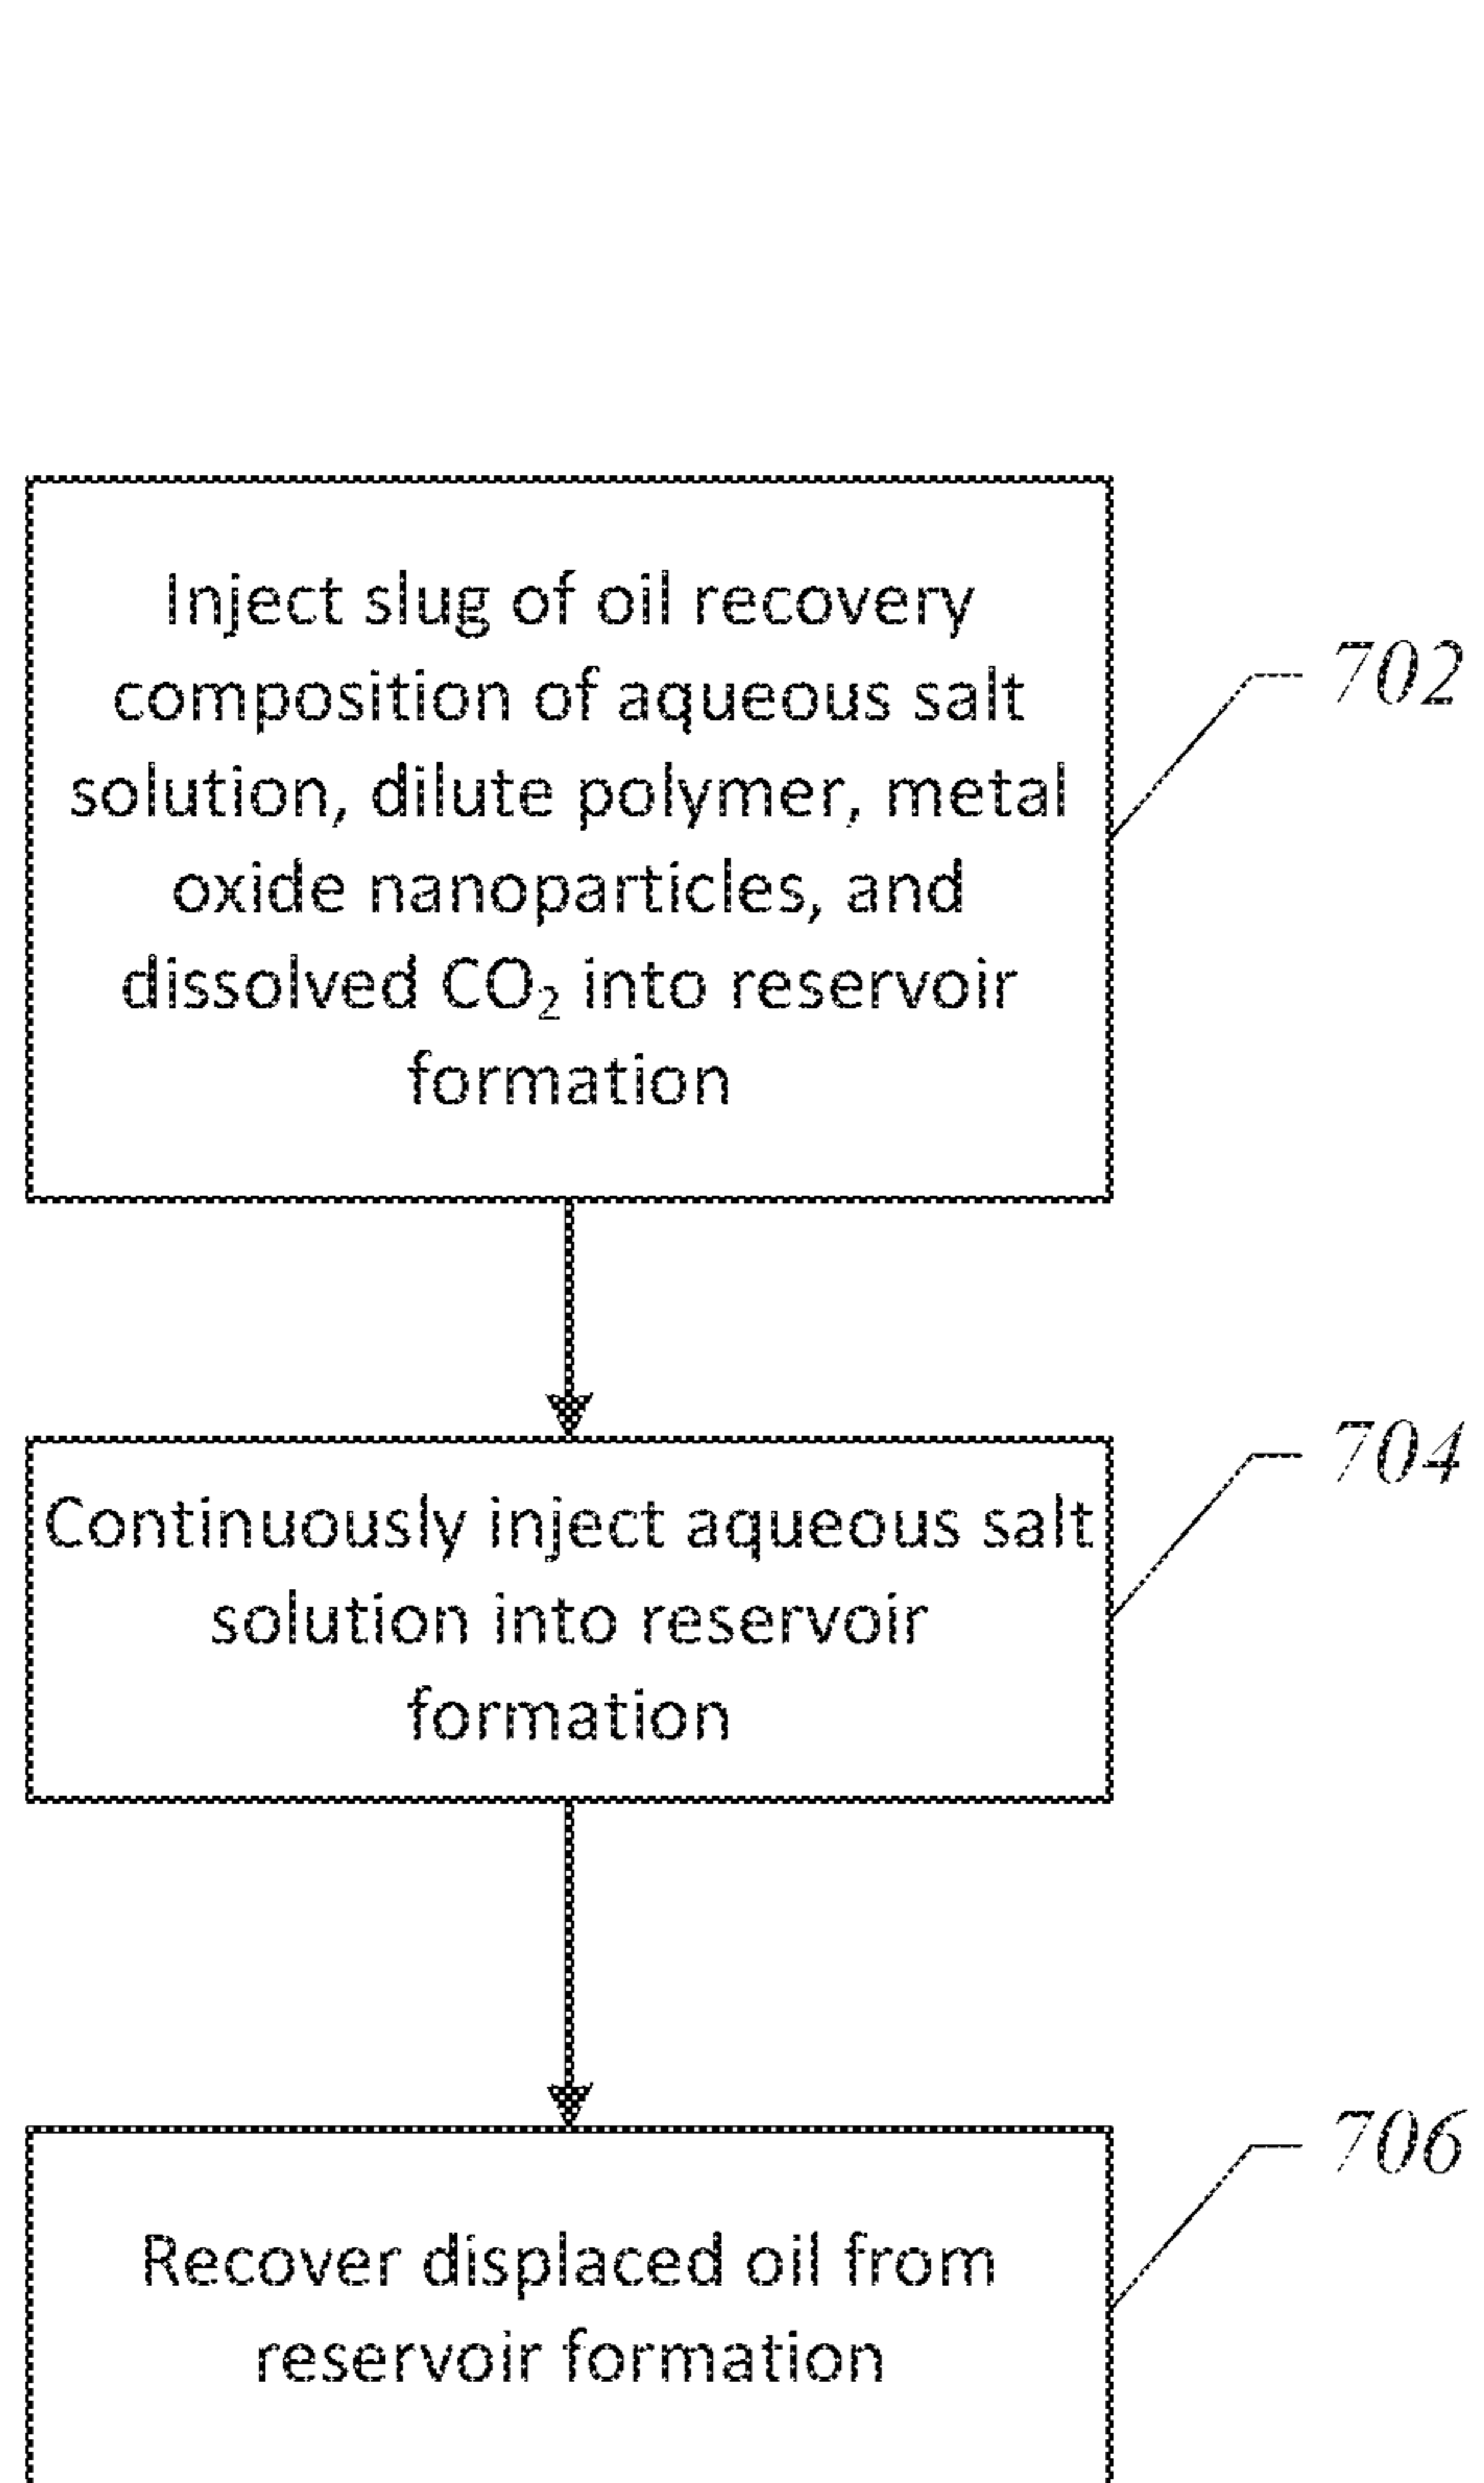 Inject slug of oil recovery
composition of aqueous salt
solution, dilute polymer, metal
oxide nanoparticles, and
dissolved CO₂ into reservoir
formation
702
Continuously inject aqueous salt
solution into reservoir
formation
704
Recover displaced oil from
reservoir formation
706